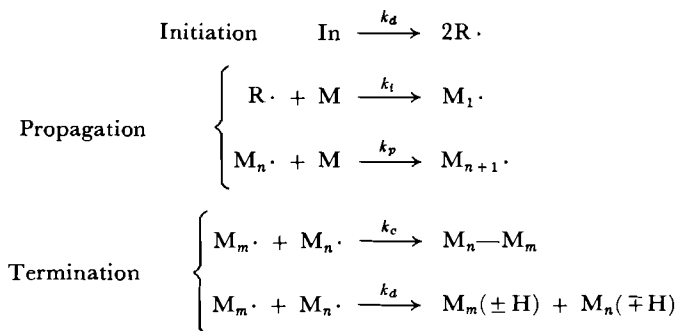 Initiation In —k_d→ 2R·
Propagation
R· + M —k_i→ M₁·
M_n· + M —k_p→ M_{n+1}·
Termination
M_m· + M_n· —k_c→ M_n—M_m
M_m· + M_n· —k_d→ M_m(±H) + M_n(∓H)